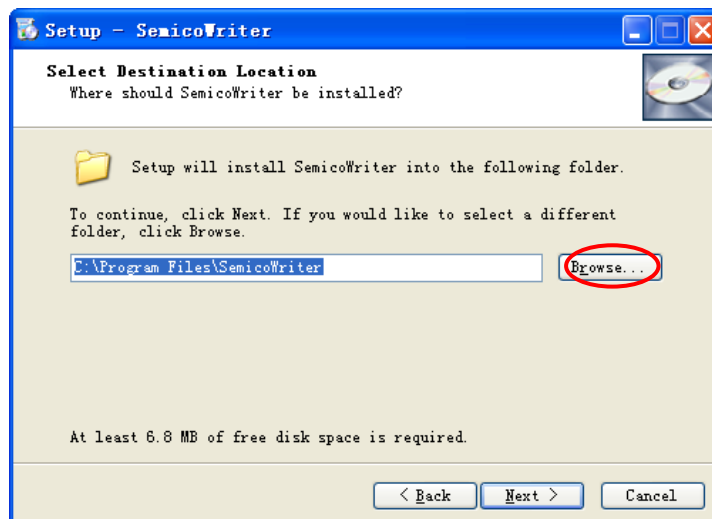 Setup - SemicoWriter
Select Destination Location
Where should SemicoWriter be installed?
Setup will install SemicoWriter into the following folder.
To continue, click Next. If you would like to select a different
folder, click Browse.
C:\Program Files\SemicoWriter
Browse...
At least 6.8 MB of free disk space is required.
< Back
Next >
Cancel